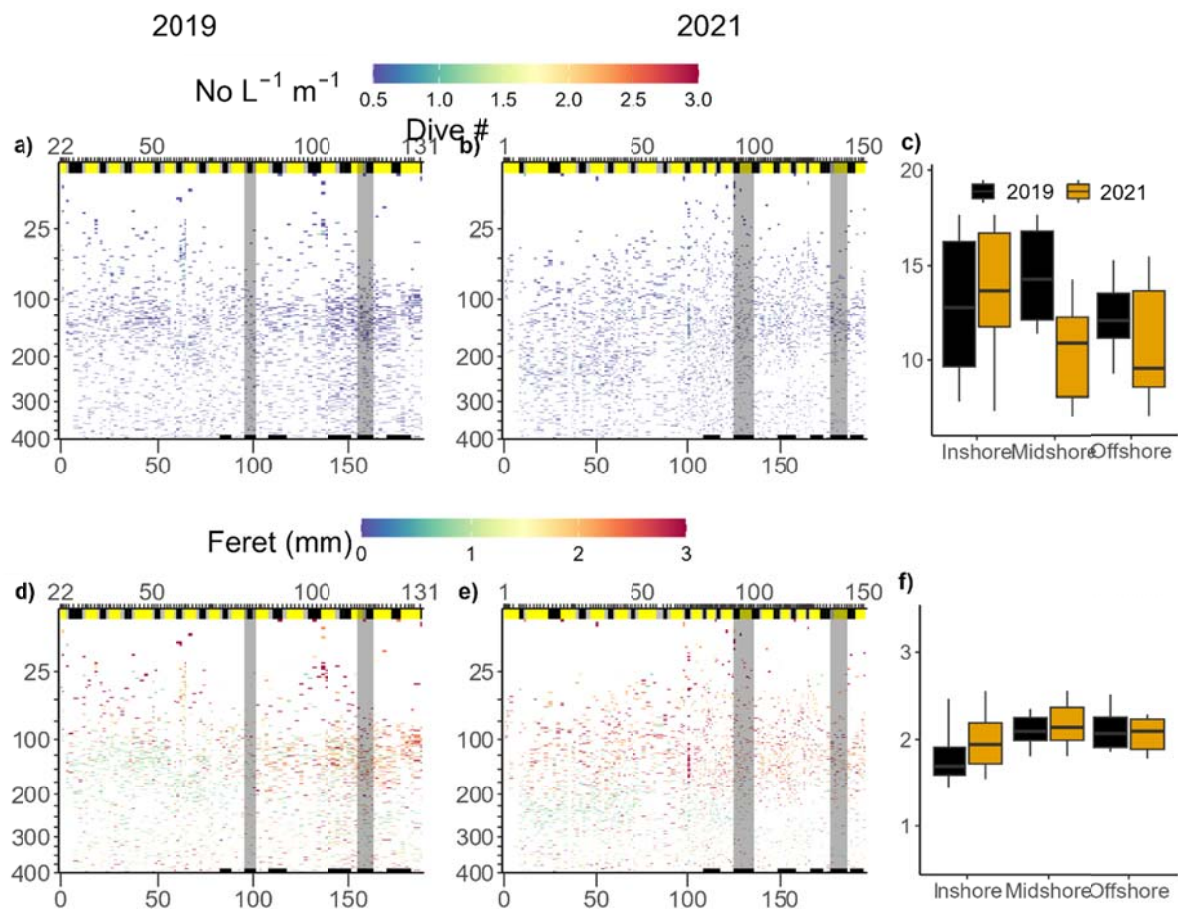 2019 2021
No L⁻¹ m⁻¹
0.5 1.0 1.5 2.0 2.5 3.0
Dive #
a) 22 50 100 131
b) 1 50 100 150
c)
25
100
200
300
400
0 50 100 150
25
100
200
300
400
0 50 100 150
20
15
10
2019 2021
Inshore Midshore Offshore
Feret (mm)
0 1 2 3
d) 22 50 100 131
e) 1 50 100 150
f)
25
100
200
300
400
0 50 100 150
25
100
200
300
400
0 50 100 150
3
2
1
Inshore Midshore Offshore